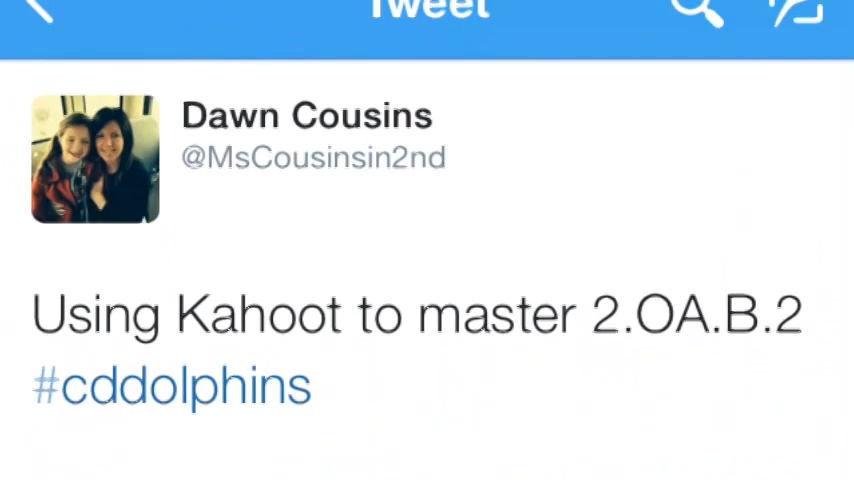 Tweet
Dawn Cousins
@MsCousinsin2nd
Using Kahoot to master 2.OA.B.2
#cddolphins